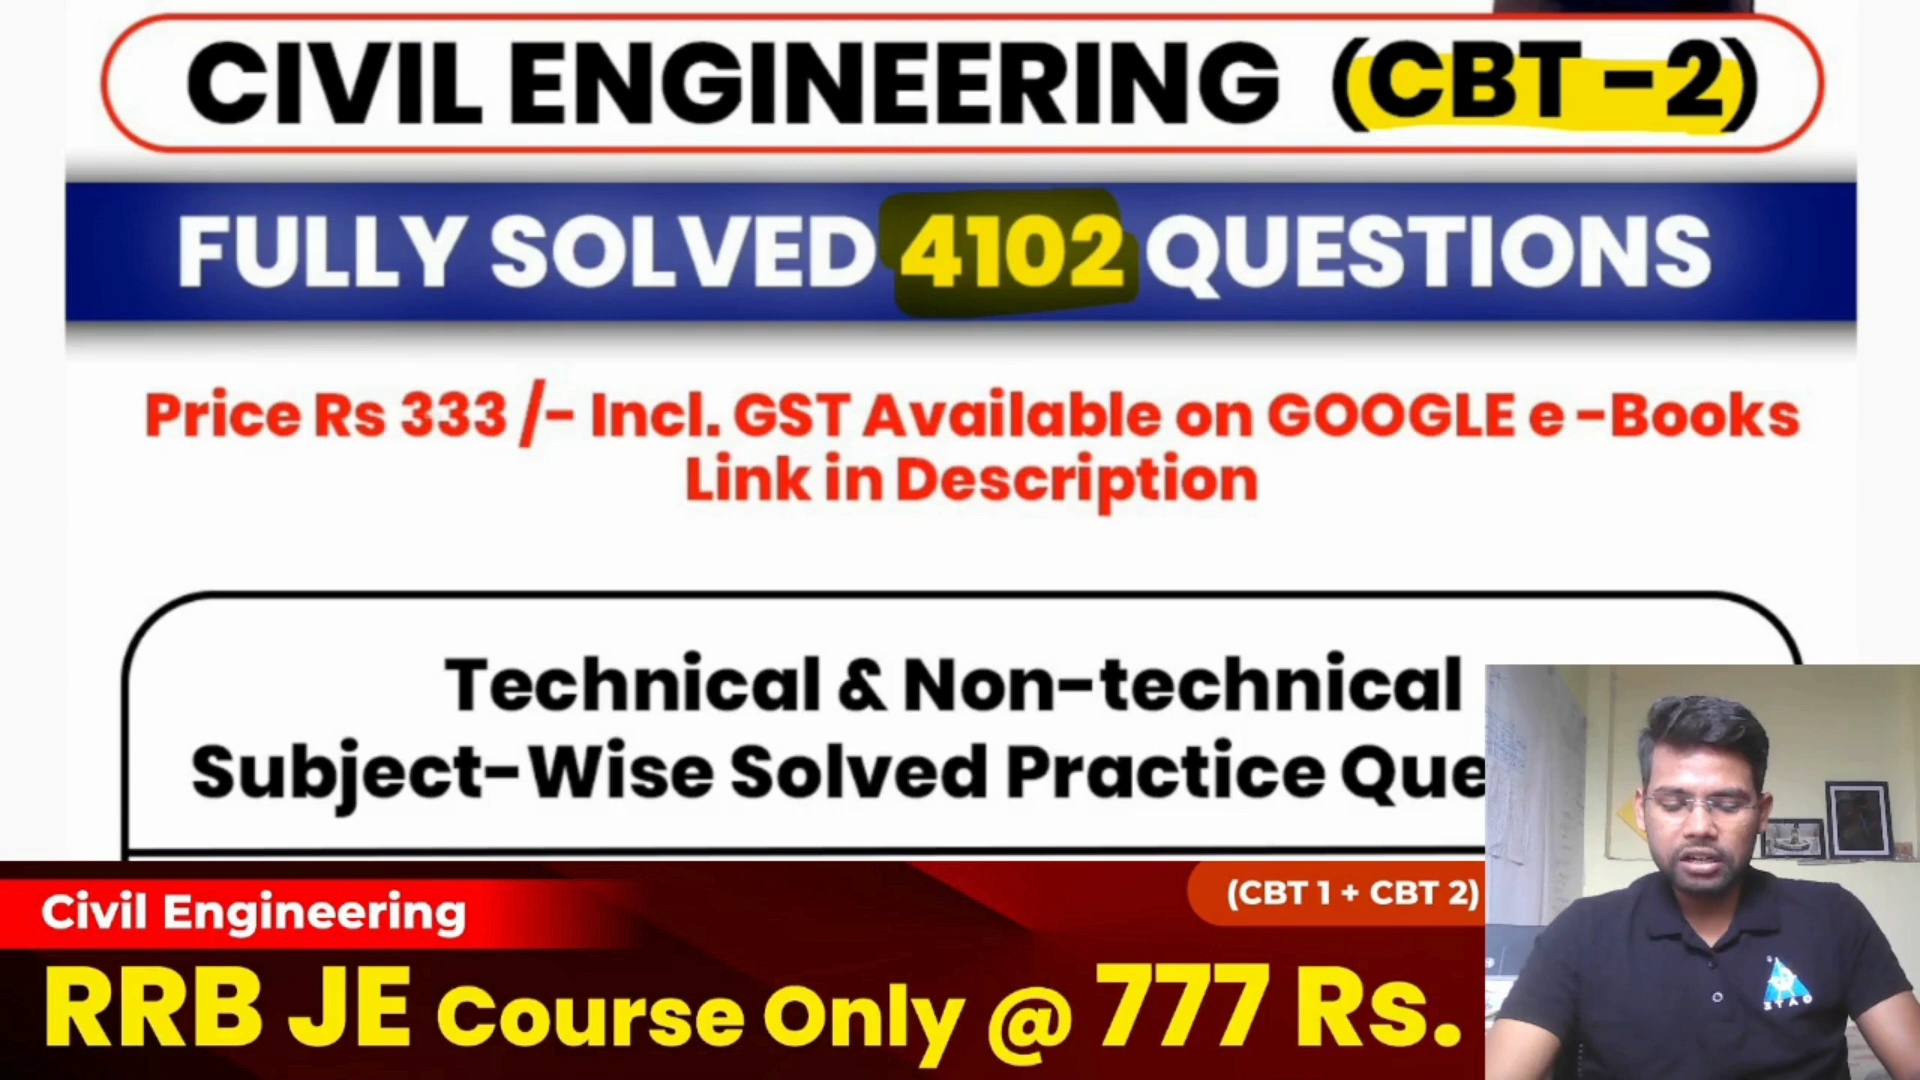 CIVIL ENGINEERING (CBT -2)
FULLY SOLVED 4102 QUESTIONS
Price Rs 333 /- Incl. GST Available on GOOGLE e -Books
Link in Description
Technical & Non-technical
Subject-Wise Solved Practice Que
Civil Engineering
(CBT 1 + CBT 2)
RRB JE Course Only @ 777 Rs.